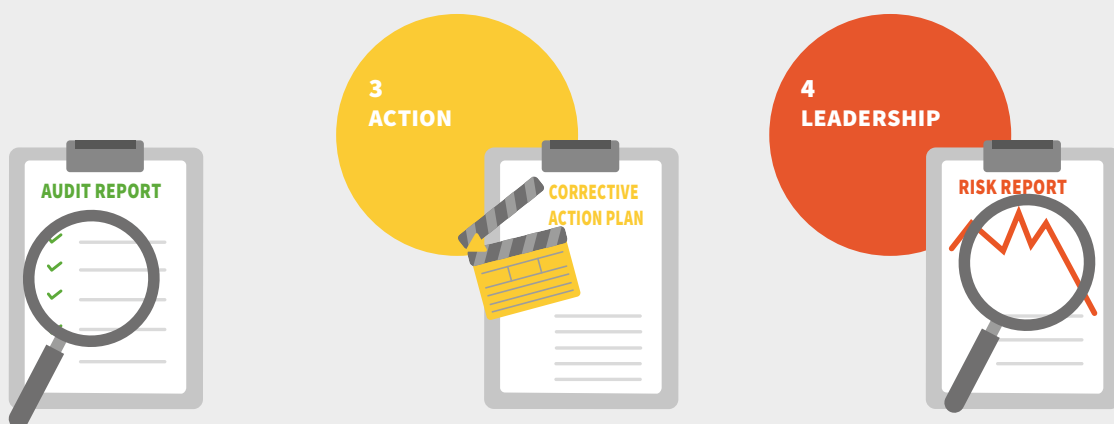 AUDIT REPORT
3
ACTION
CORRECTIVE
ACTION PLAN
4
LEADERSHIP
RISK REPORT